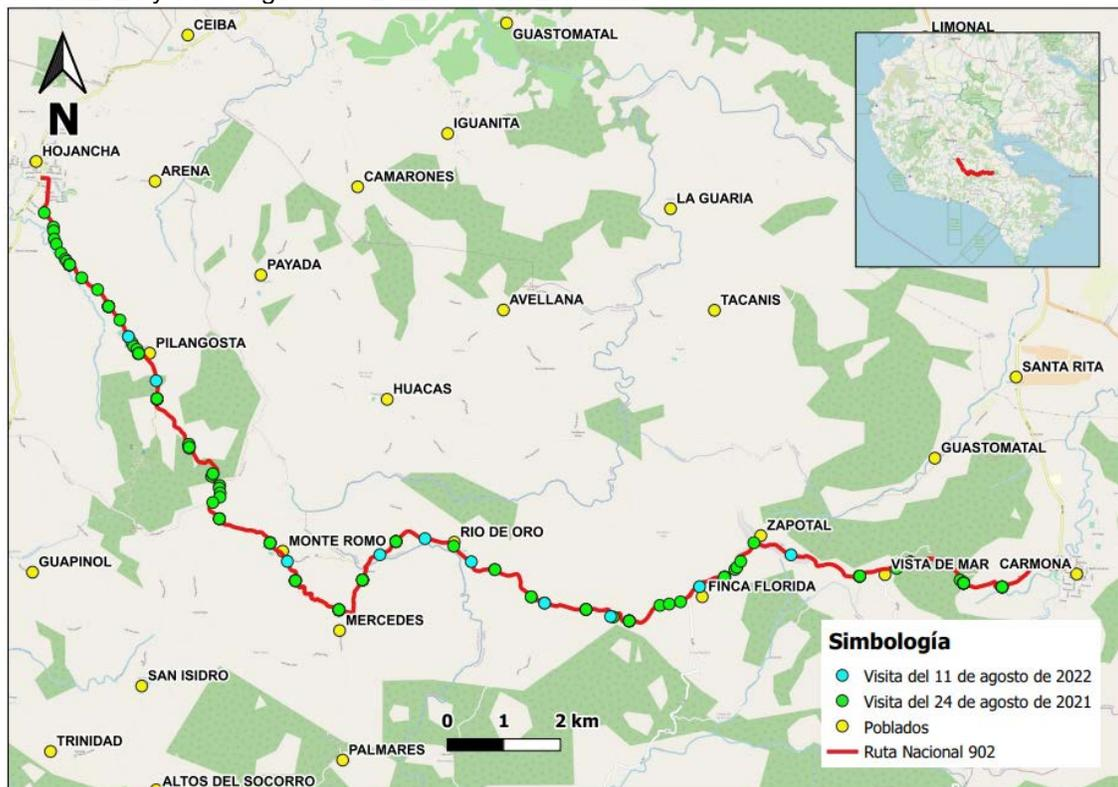 CEIBA
GUASTOMATAL
LIMONAL
N
IGUANITA
HOJANCHA
ARENA
CAMARONES
LA GUARIA
PAYADA
AVELLANA
TACANIS
PILANGOSTA
SANTA RITA
HUACAS
GUASTOMATAL
ZAPOTAL
RIO DE ORO
MONTE ROMO
GUAPINOL
VISTA DE MAR
CARMONA
FINCA FLORIDA
MERCEDES
SAN ISIDRO
TRINIDAD
PALMARES
ALTOS DEL SOCORRO
0 1 2 km
Simbología
Visita del 11 de agosto de 2022
Visita del 24 de agosto de 2021
Poblados
Ruta Nacional 902